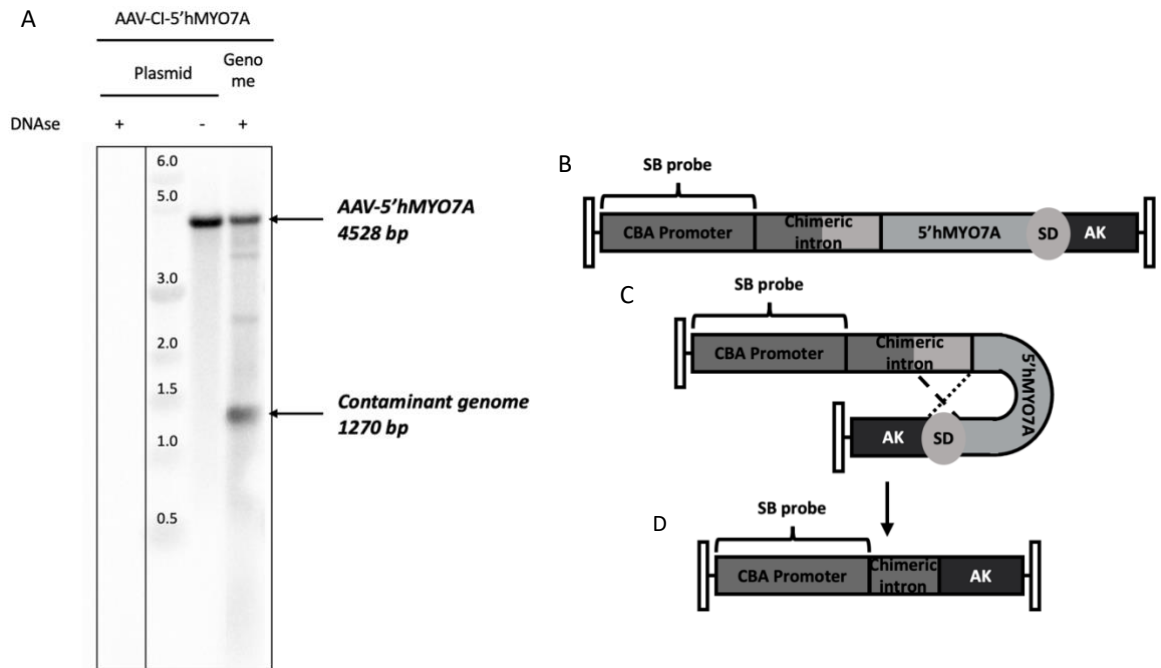 A
AAV-CI-5'hMYO7A
Plasmid
Geno
me
DNAse
+
-
+
6.0
5.0
3.0
2.0
1.5
1.0
0.5
AAV-5'hMYO7A
4528 bp
Contaminant genome
1270 bp
B
SB probe
CBA Promoter
Chimeric
intron
5'hMYO7A
SD
AK
C
SB probe
CBA Promoter
Chimeric
intron
5'hMYO7A
AK
SD
D
SB probe
CBA Promoter
Chimeric
intron
AK